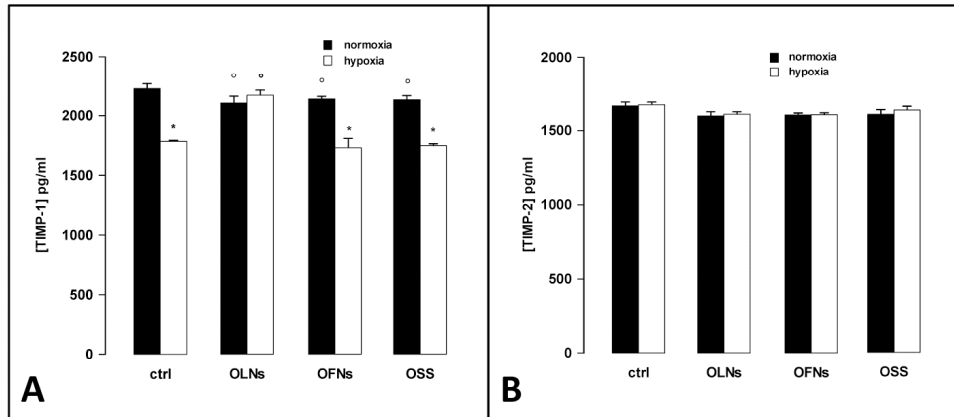 normoxia
hypoxia
[TIMP-1] pg/ml
2500
2000
1500
1000
500
0
° °
° °
* * *
ctrl OLNs OFNs OSS
A
normoxia
hypoxia
[TIMP-2] pg/ml
2000
1500
1000
500
0
ctrl OLNs OFNs OSS
B